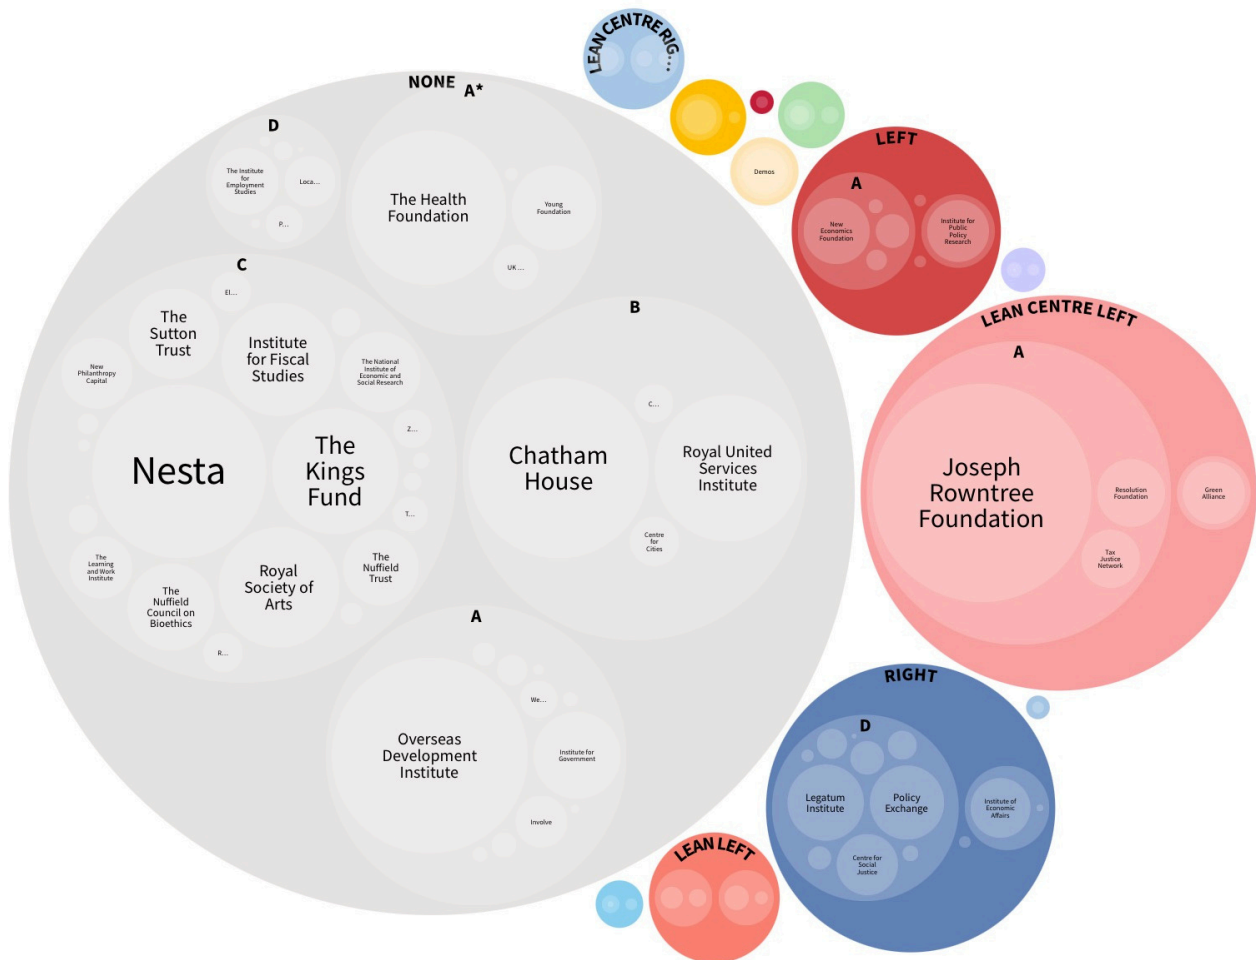 LEAN CENTRE RIG...
NONE
A*
D
The Institute
for
Employment
Studies
Loca...
P...
The Health
Foundation
Young
Foundation
UK ...
C
El...
The
Sutton
Trust
Institute
for Fiscal
Studies
New
Philanthropy
Capital
The National
Institute of
Economic and
Social Research
Z...
Nesta
The
Kings
Fund
T...
The
Learning
and Work
Institute
The
Nuffield
Council on
Bioethics
Royal
Society of
Arts
The
Nuffield
Trust
R...
B
C...
Chatham
House
Royal United
Services
Institute
Centre
for
Cities
A
We...
Overseas
Development
Institute
Institute for
Government
Involve
Demos
LEFT
A
New
Economics
Foundation
Institute for
Public
Policy
Research
LEAN CENTRE LEFT
A
Joseph
Rowntree
Foundation
Resolution
Foundation
Green
Alliance
Tax
Justice
Network
RIGHT
D
Legatum
Institute
Policy
Exchange
Institute of
Economic
Affairs
Centre for
Social
Justice
LEAN LEFT